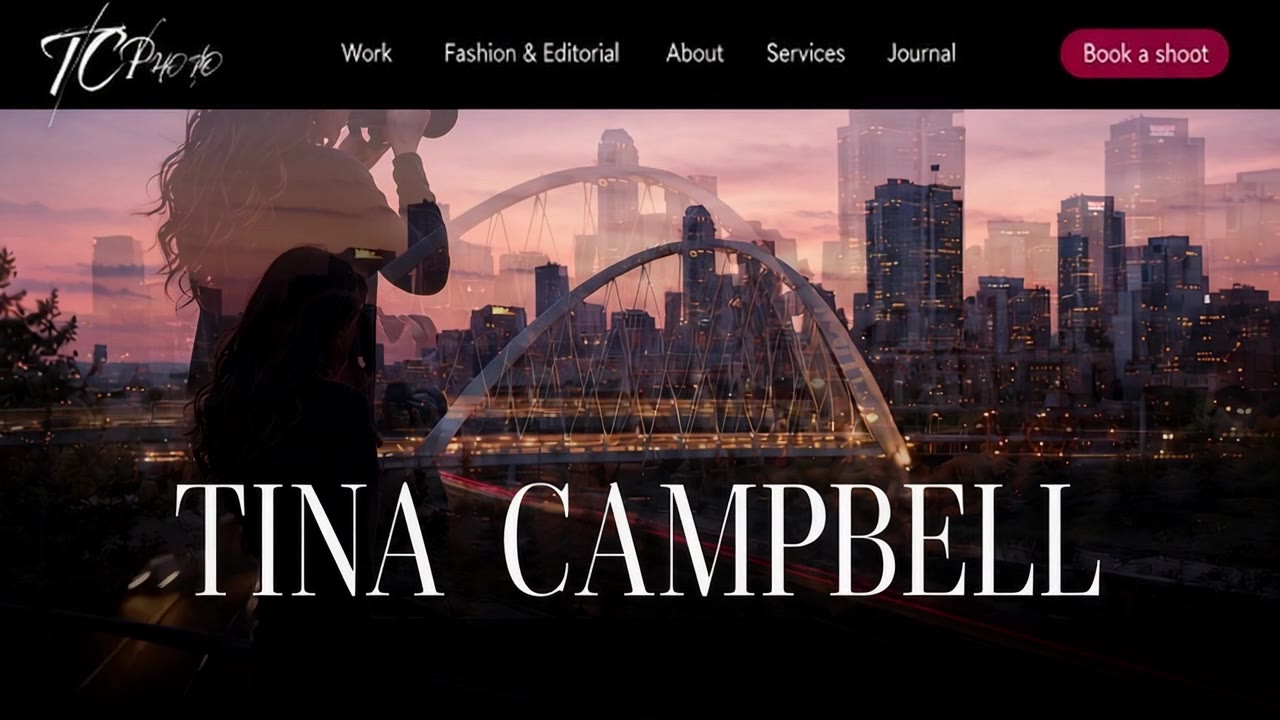 TCPHOTO
Work
Fashion & Editorial
About
Services
Journal
Book a shoot
TINA CAMPBELL